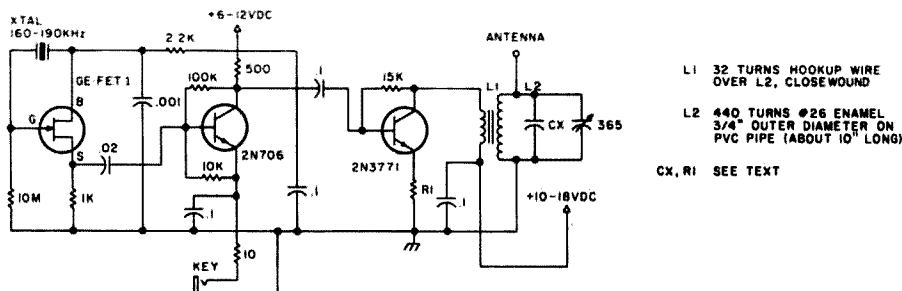 XTAL
160-190KHz
+6-12VDC
2.2K
500
100K
GE-FET 1
B
G
S
.001
.02
2N706
10K
10M
1K
.1
10
KEY
.1
.1
15K
2N3771
R1
.1
L1
L2
ANTENNA
CX
365
+10-18VDC
L1 32 TURNS HOOKUP WIRE
OVER L2, CLOSEWOUND
L2 440 TURNS #26 ENAMEL
3/4" OUTER DIAMETER ON
PVC PIPE (ABOUT 10" LONG)
CX, R1 SEE TEXT